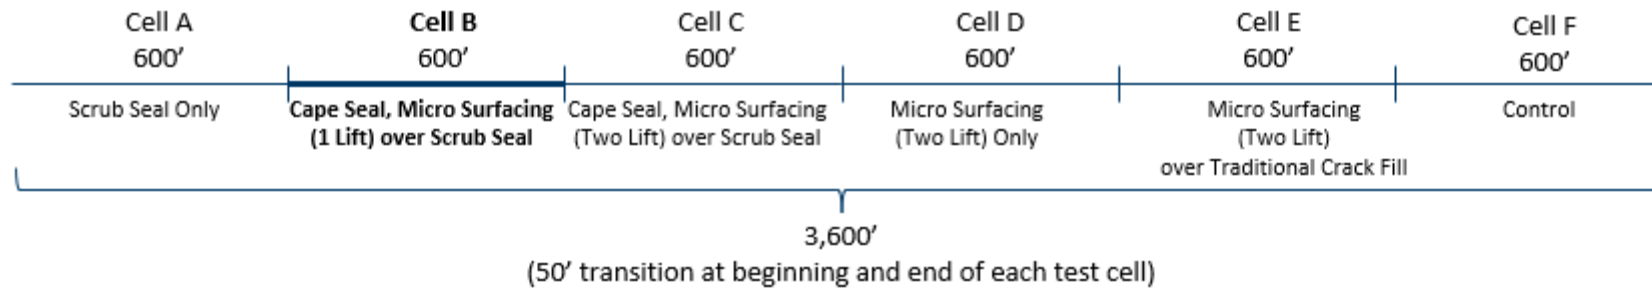 Cell A
600’
Scrub Seal Only
Cell B
600’
Cape Seal, Micro Surfacing
(1 Lift) over Scrub Seal
Cell C
600’
Cape Seal, Micro Surfacing
(Two Lift) over Scrub Seal
Cell D
600’
Micro Surfacing
(Two Lift) Only
Cell E
600’
Micro Surfacing
(Two Lift)
over Traditional Crack Fill
Cell F
600’
Control
3,600’
(50’ transition at beginning and end of each test cell)